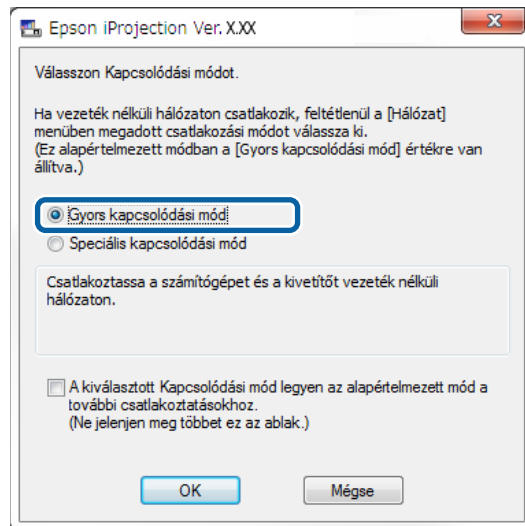 Epson iProjection Ver. X.XX
Válasszon Kapcsolódási módot.
Ha vezeték nélküli hálózaton csatlakozik, feltétlenül a [Hálózat]
menüben megadott csatlakozási módot válassza ki.
(Ez alapértelmezett módban a [Gyors kapcsolódási mód] értékre van
állítva.)
Gyors kapcsolódási mód
Speciális kapcsolódási mód
Csatlakoztassa a számítógépet és a kivetítőt vezeték nélküli
hálózaton.
A kiválasztott Kapcsolódási mód legyen az alapértelmezett mód a
további csatlakoztatásokhoz.
(Ne jelenjen meg többet ez az ablak.)
OK Mégse